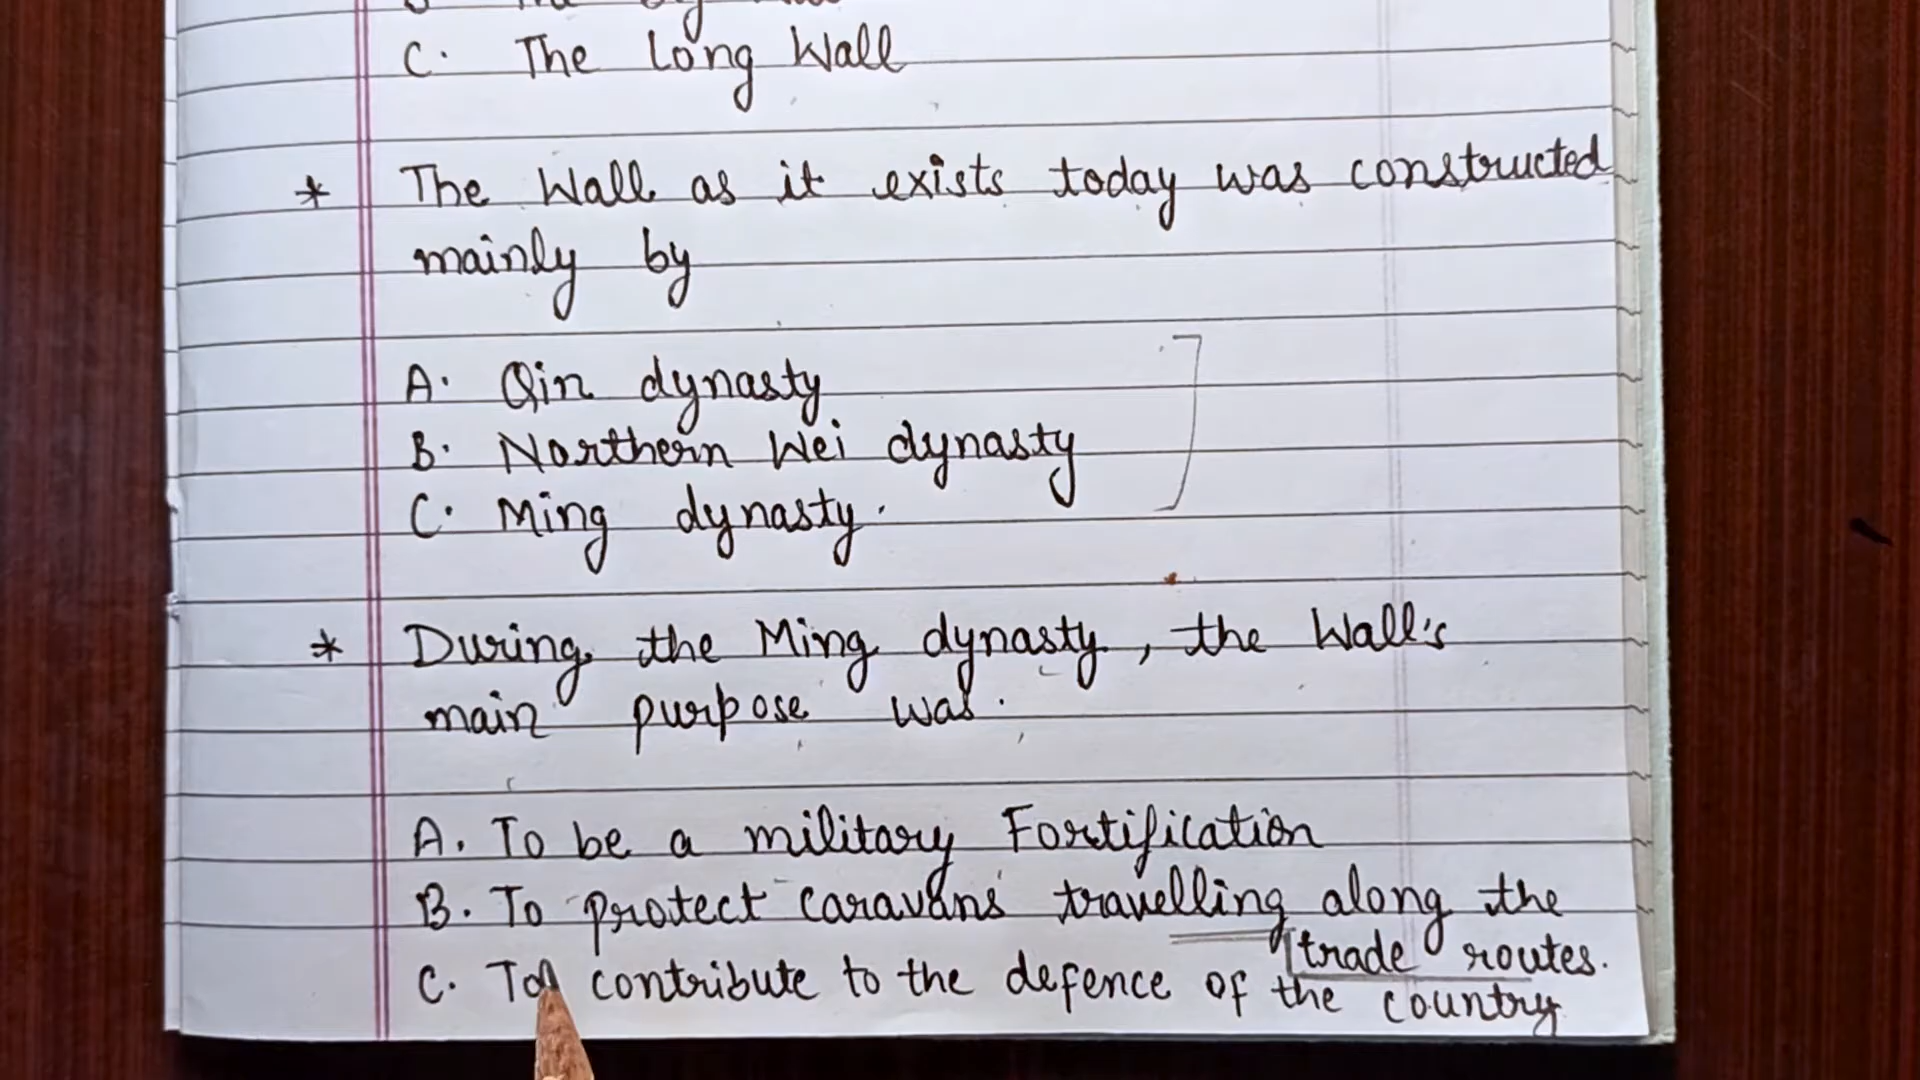 C. The Long Wall
* The Wall as it exists today was constructed
mainly by
A. Qin dynasty
B. Northern Wei dynasty
C. Ming dynasty.
* During the Ming dynasty, the Wall's
main purpose was.
A. To be a military Fortification
B. To protect caravans travelling along the
trade routes.
C. To contribute to the defence of the country